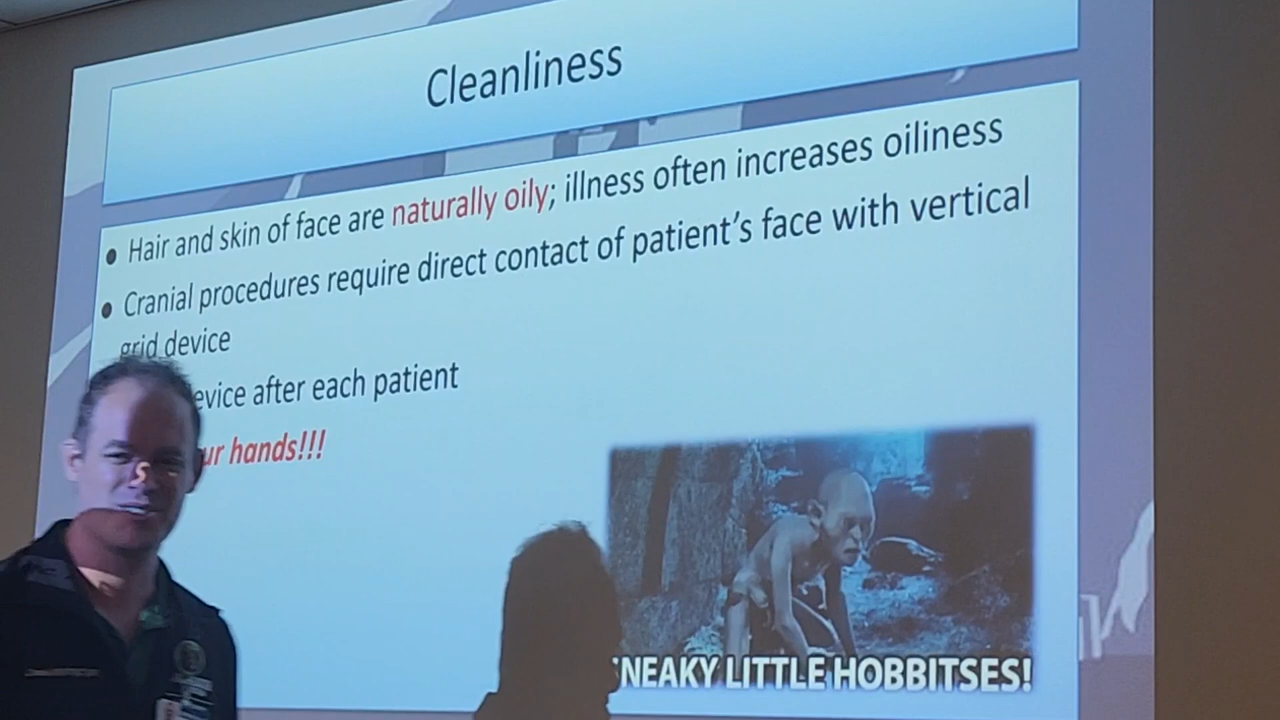 Cleanliness
● Hair and skin of face are naturally oily; illness often increases oiliness
● Cranial procedures require direct contact of patient's face with vertical
grid device
evice after each patient
ur hands!!!
NEAKY LITTLE HOBBITSES!